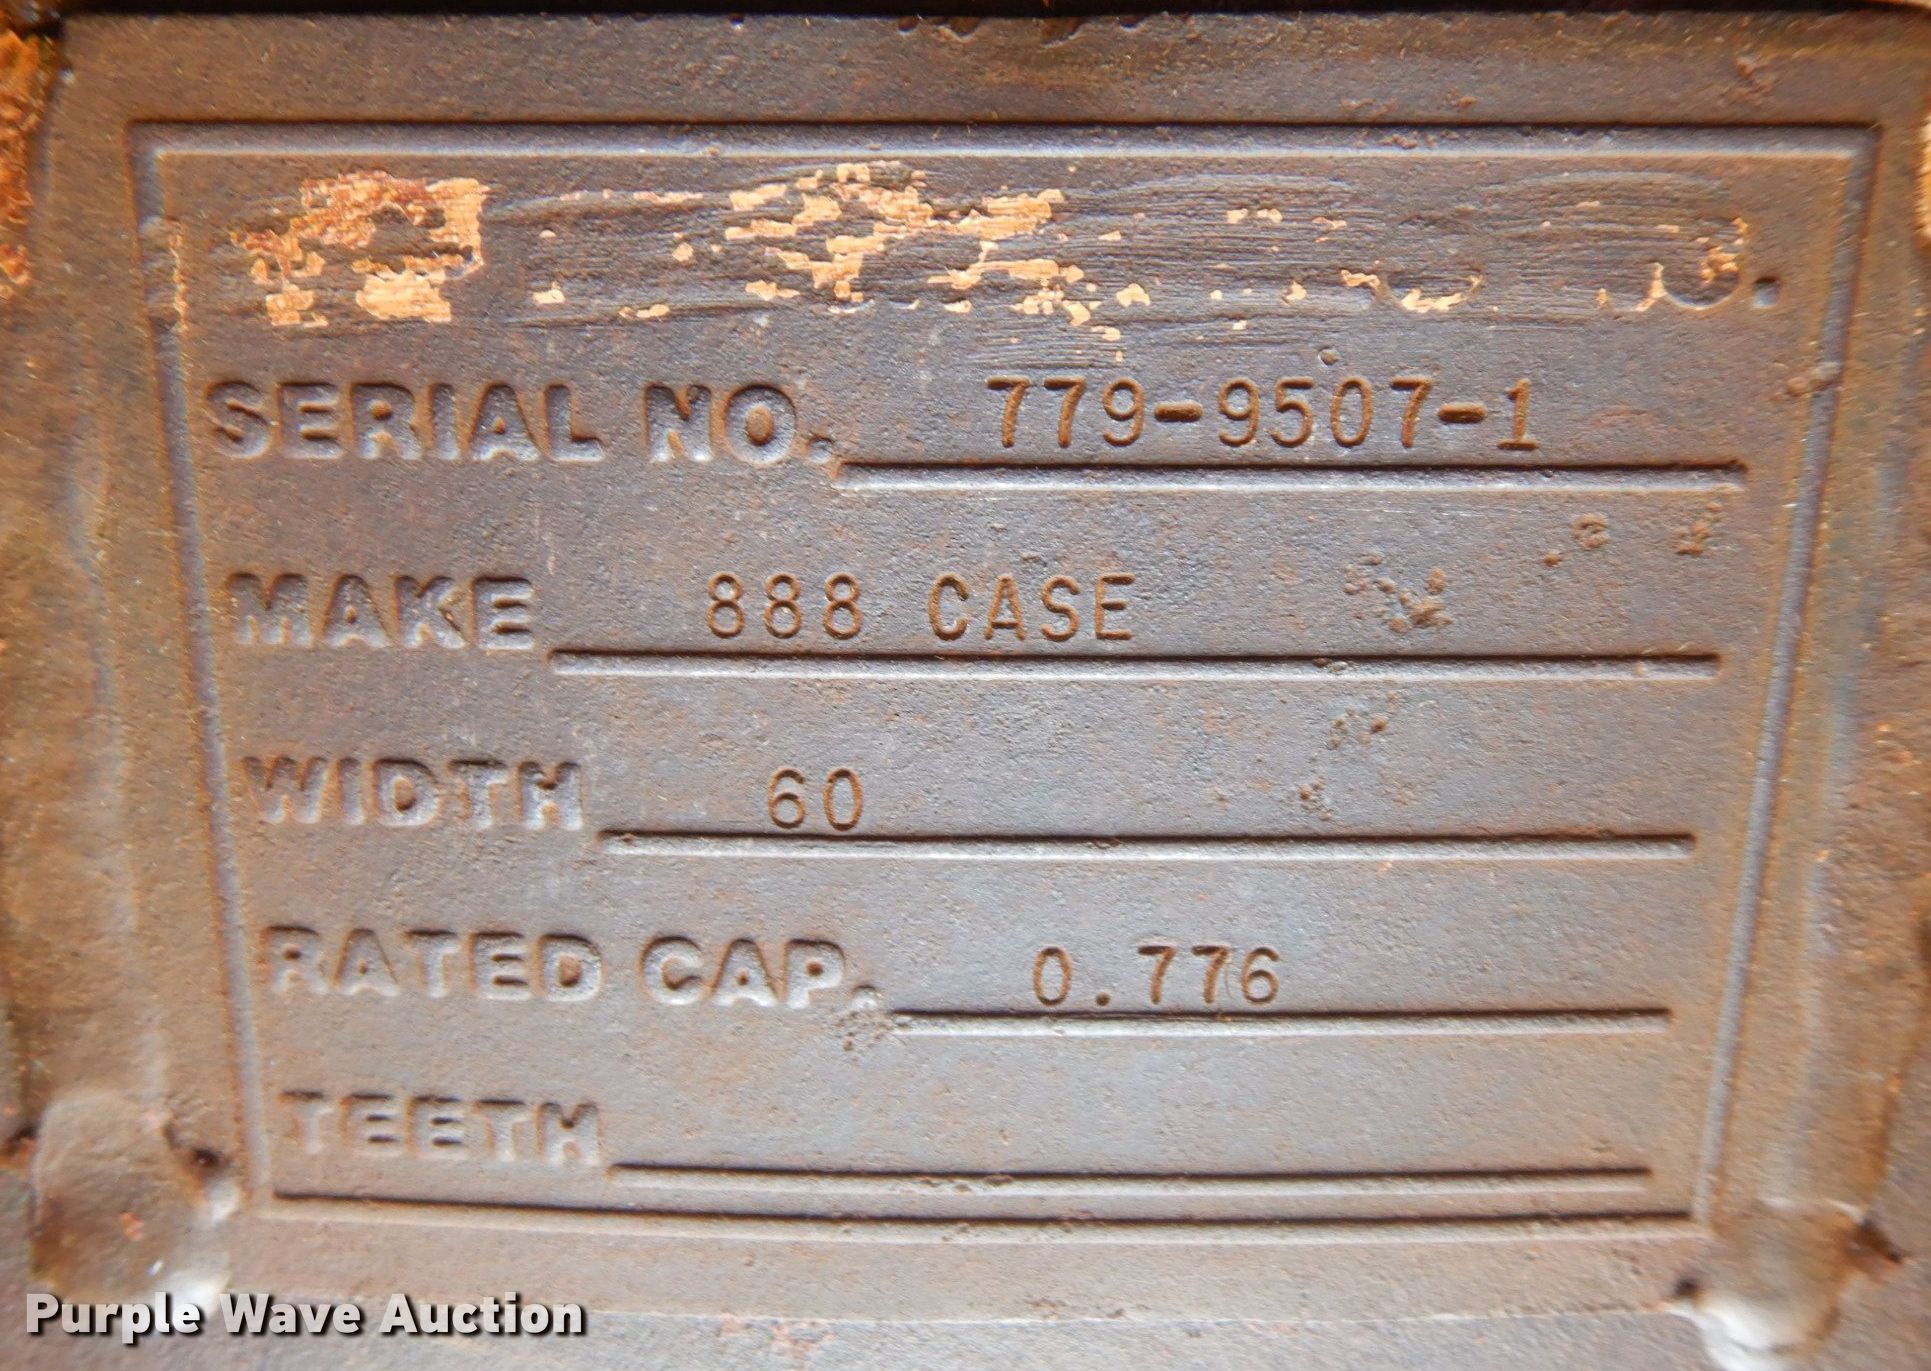 SERIAL NO. 779-9507-1
MAKE 888 CASE
WIDTH 60
RATED CAP. 0.776
TEETH
Purple Wave Auction